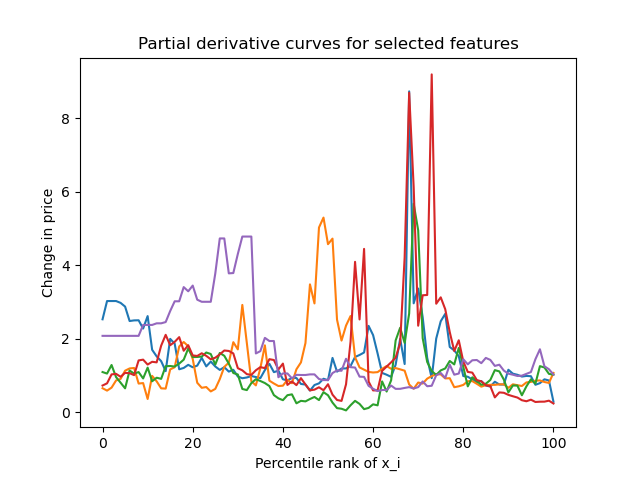 Partial derivative curves for selected features
Change in price
8
6
4
2
0
0 20 40 60 80 100
Percentile rank of x_i